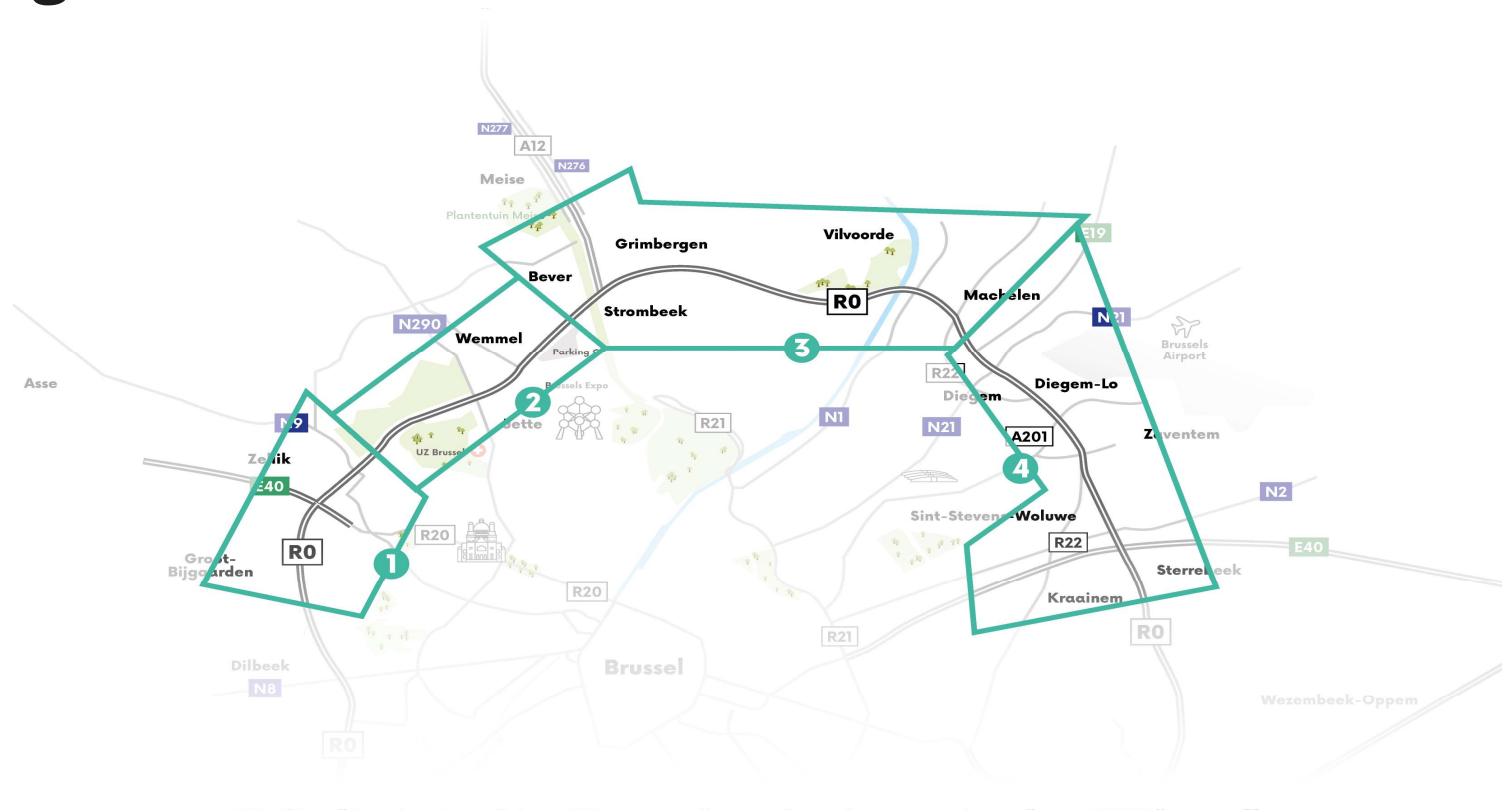 N277
A12
N276
Meise
Plantentuin Meise
Grimbergen
Vilvoorde
E19
Bever
R0
Machelen
Strombeek
N21
N290
Wemmel
Parking C
3
Brussels
Airport
Asse
R22
Diegem-Lo
Brussels Expo
Diegem
2
N9
Jette
R21
N1
N21
A201
Zaventem
UZ Brussel
Zellik
4
E40
N2
Sint-Stevens-Woluwe
R20
R22
E40
R0
Groot-
Bijgaarden
1
Sterrebeek
R20
Kraainem
R21
R0
Dilbeek
Brussel
N8
Wezembeek-Oppem
R0